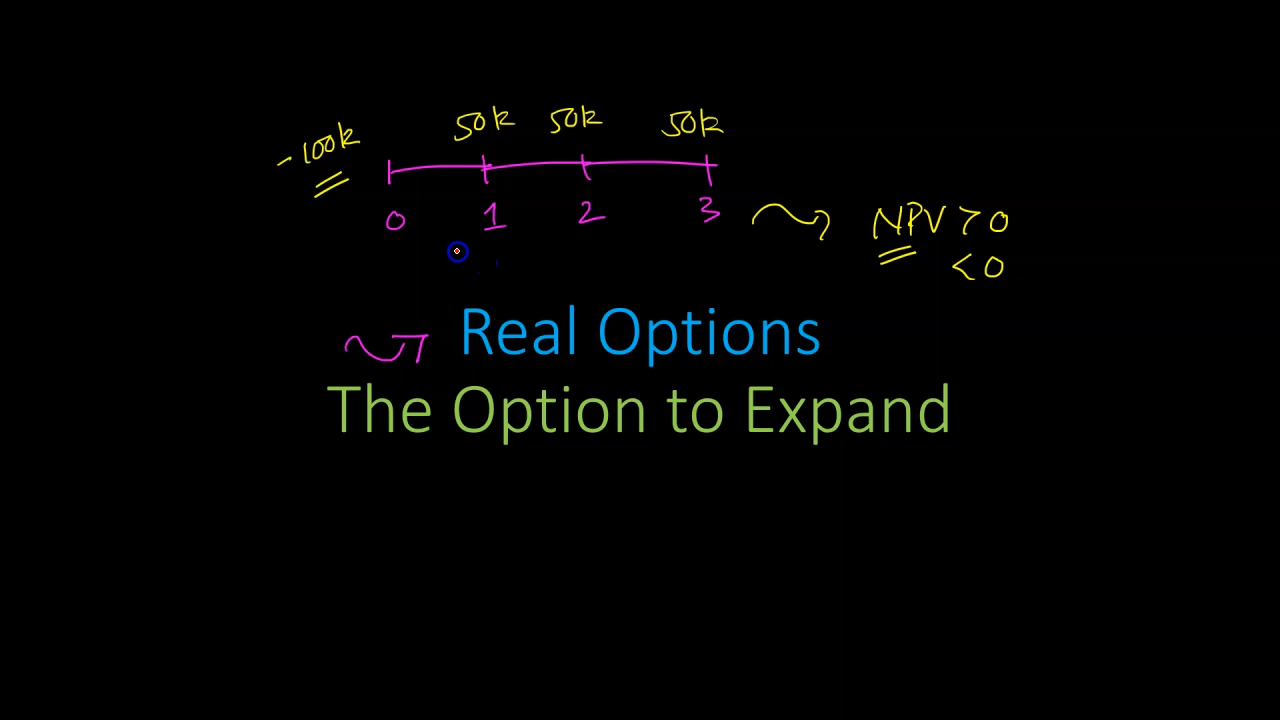 -100k 50k 50k 50k
0 1 2 3
NPV > 0
< 0
Real Options
The Option to Expand